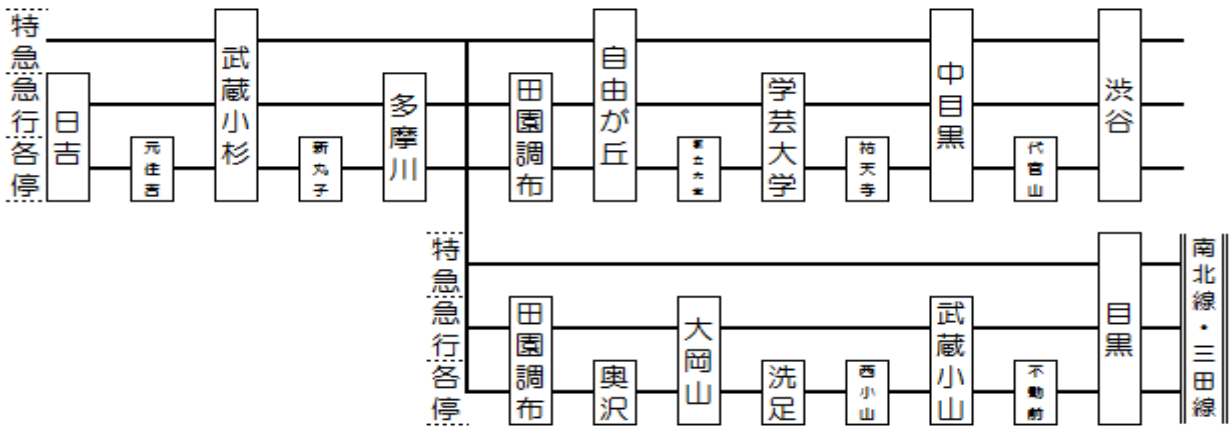 特急
急行
各停
日吉
元住吉
武蔵小杉
新丸子
多摩川
田園調布
自由が丘
都立大学
学芸大学
祐天寺
中目黒
代官山
渋谷
特急
急行
各停
田園調布
奥沢
大岡山
洗足
西小山
武蔵小山
不動前
目黒
南北線・三田線